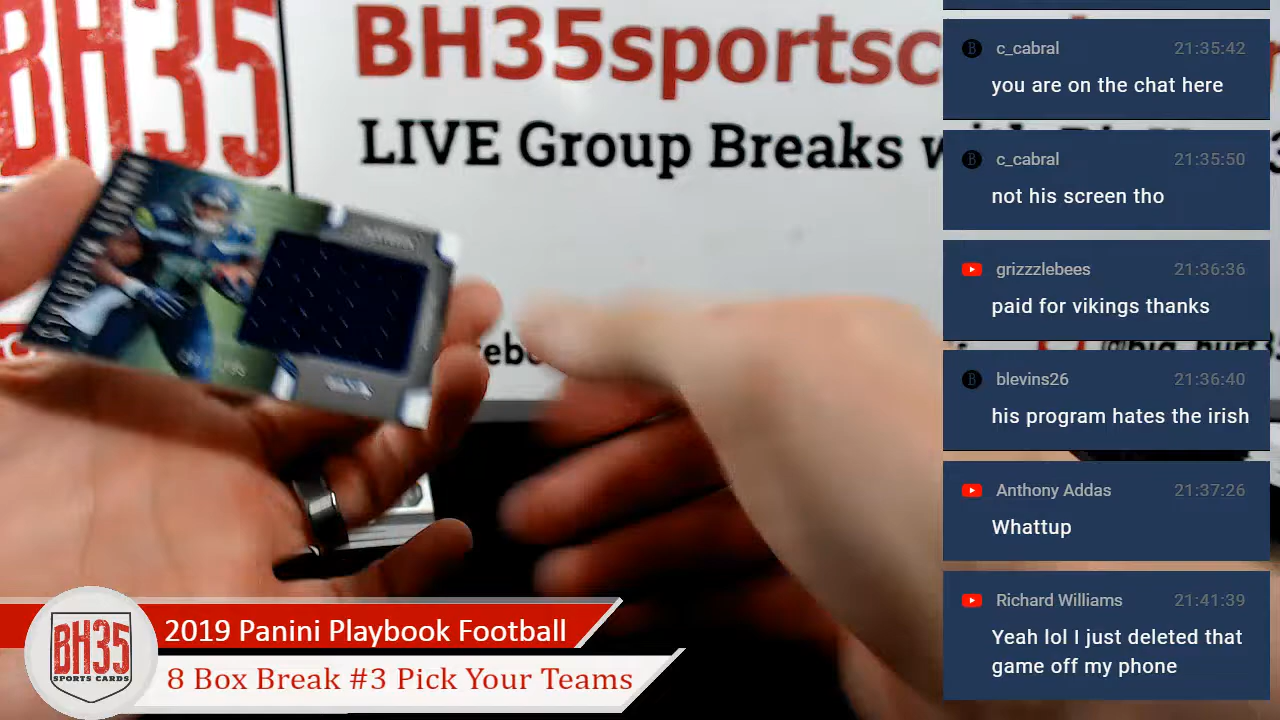 BH35
BH35sportsc
LIVE Group Breaks
c_cabral 21:35:42
you are on the chat here
c_cabral 21:35:50
not his screen tho
grizzzlebees 21:36:36
paid for vikings thanks
blevins26 21:36:40
his program hates the irish
Anthony Addas 21:37:26
Whattup
Richard Williams 21:41:39
Yeah lol I just deleted that
game off my phone
BH35
SPORTS CARDS
2019 Panini Playbook Football
8 Box Break #3 Pick Your Teams